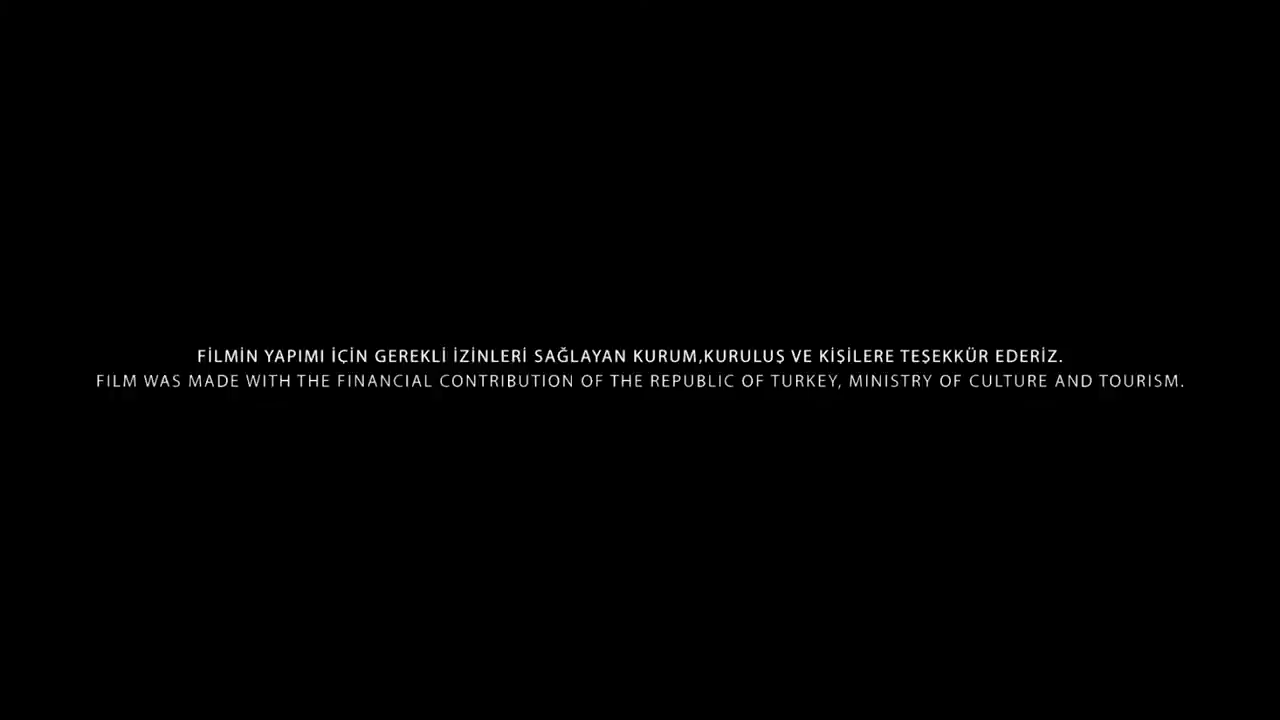 FİLMİN YAPIMI İÇİN GEREKLİ İZİNLERİ SAĞLAYAN KURUM,KURULUŞ VE KİŞİLERE TEŞEKKÜR EDERİZ.
FILM WAS MADE WITH THE FINANCIAL CONTRIBUTION OF THE REPUBLIC OF TURKEY, MINISTRY OF CULTURE AND TOURISM.